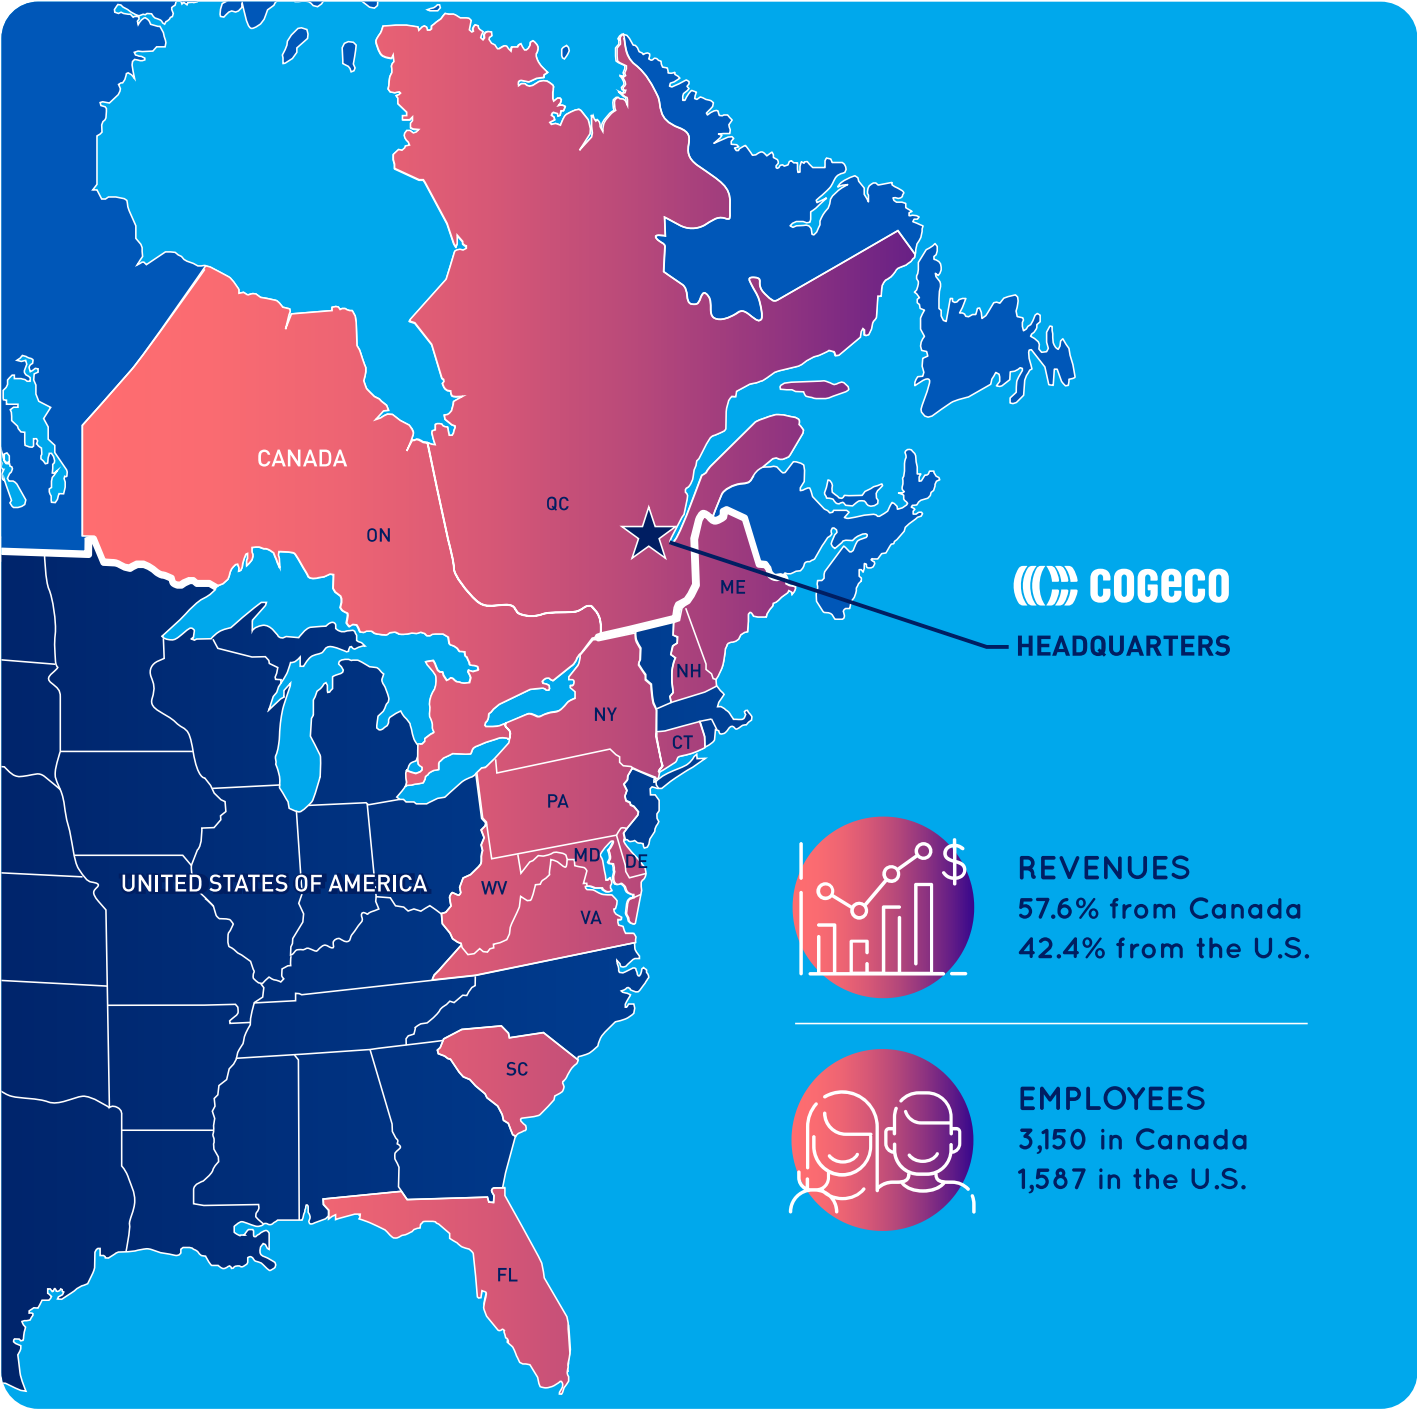 CANADA
QC
ON
ME
COGECO
HEADQUARTERS
NH
NY
CT
PA
MD
DE
UNITED STATES OF AMERICA
WV
VA
$
REVENUES
57.6% from Canada
42.4% from the U.S.
SC
EMPLOYEES
3,150 in Canada
1,587 in the U.S.
FL